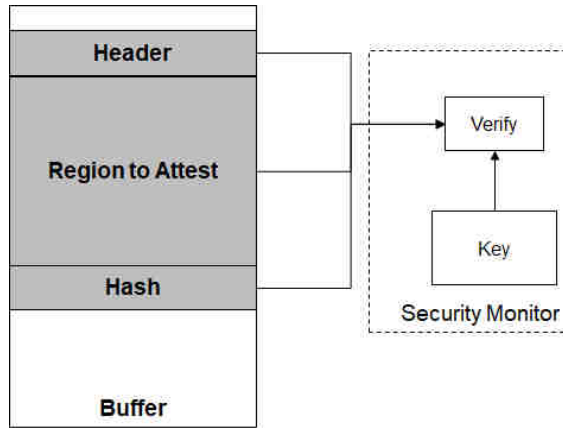 Header
Region to Attest
Hash
Buffer
Verify
Key
Security Monitor